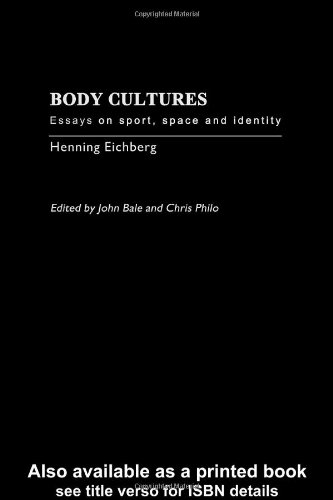 BODY CULTURES
Essays on sport, space and identity
Henning Eichberg
Edited by John Bale and Chris Philo
Also available as a printed book
see title verso for ISBN details